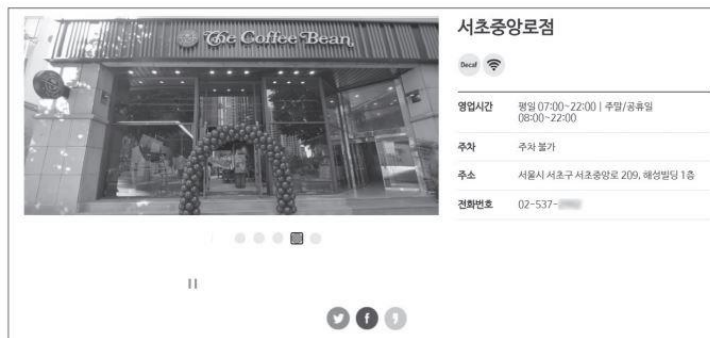 The Coffee Bean
서초중앙로점
Decaf
영업시간 평일 07:00~22:00 | 주말/공휴일
08:00~22:00
주차 주차 불가
주소 서울시 서초구 서초중앙로 209, 해성빌딩 1층
전화번호 02-537-